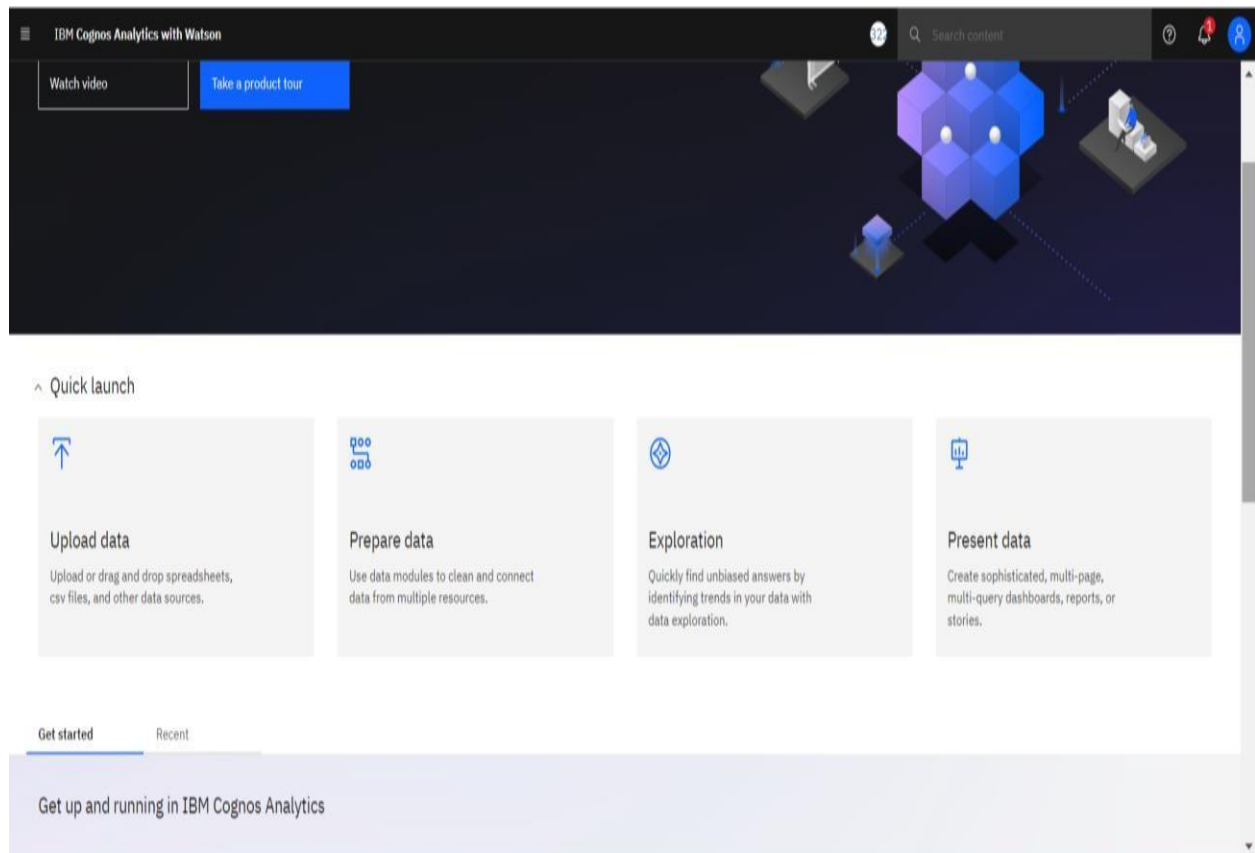 IBM Cognos Analytics with Watson
Search content
1
Watch video
Take a product tour
Quick launch
Upload data
Upload or drag and drop spreadsheets,
csv files, and other data sources.
Prepare data
Use data modules to clean and connect
data from multiple resources.
Exploration
Quickly find unbiased answers by
identifying trends in your data with
data exploration.
Present data
Create sophisticated, multi-page,
multi-query dashboards, reports, or
stories.
Get started
Recent
Get up and running in IBM Cognos Analytics